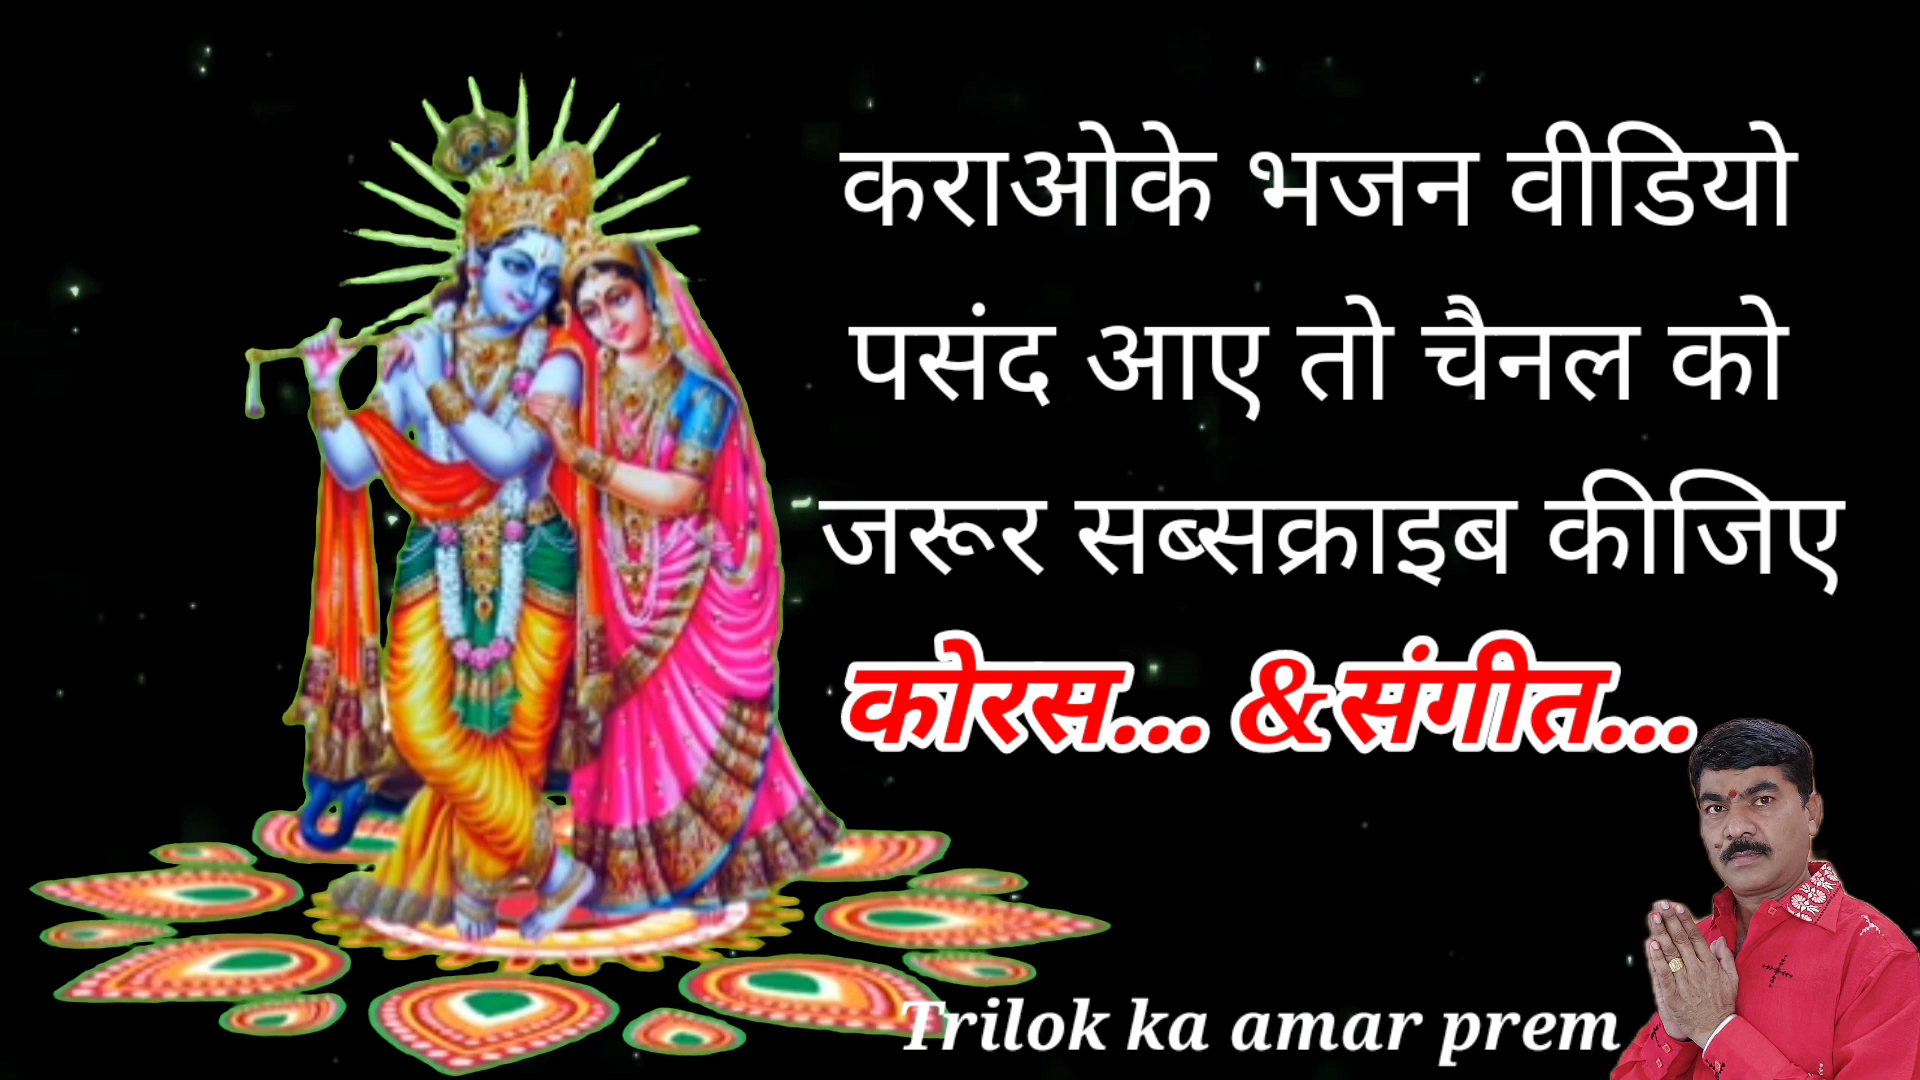 कराओके भजन वीडियो
पसंद आए तो चैनल को
जरूर सब्सक्राइब कीजिए
कोरस... &संगीत...
Trilok ka amar prem